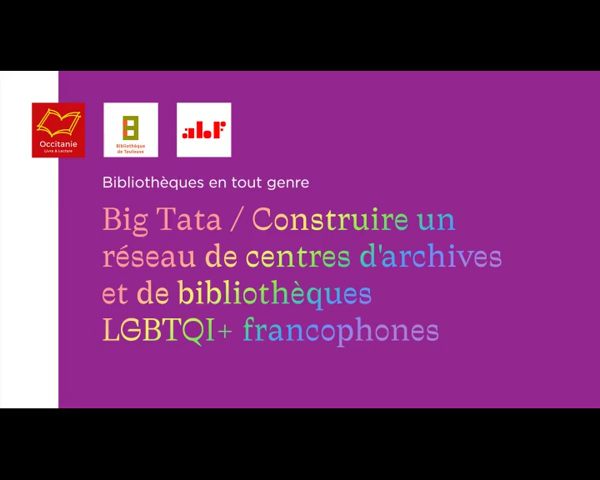 Occitanie
Livre & Lecture
Bibliothèque
de Toulouse
abf
Bibliothèques en tout genre
Big Tata / Construire un
réseau de centres d'archives
et de bibliothèques
LGBTQI+ francophones